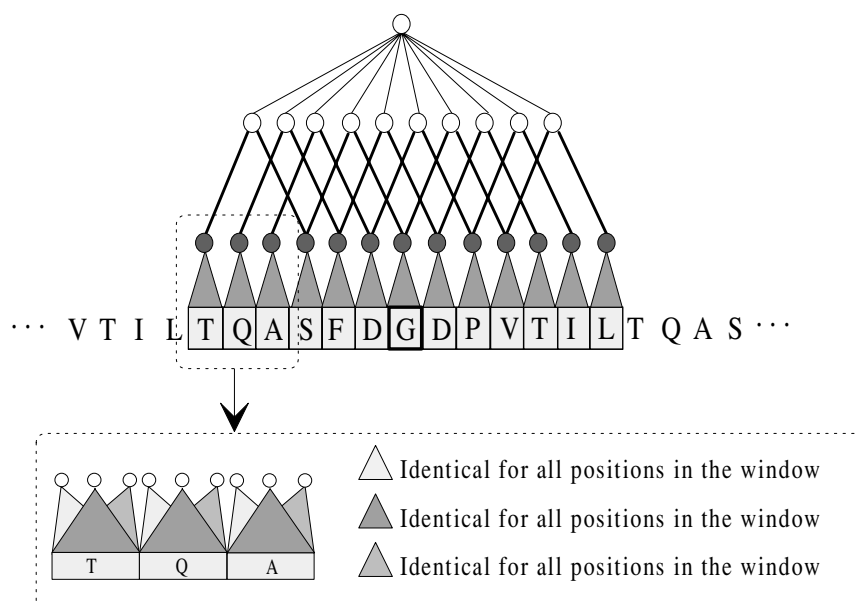 ··· V T I L T Q A S F D G D P V T I L T Q A S ···
Identical for all positions in the window
Identical for all positions in the window
Identical for all positions in the window
T Q A